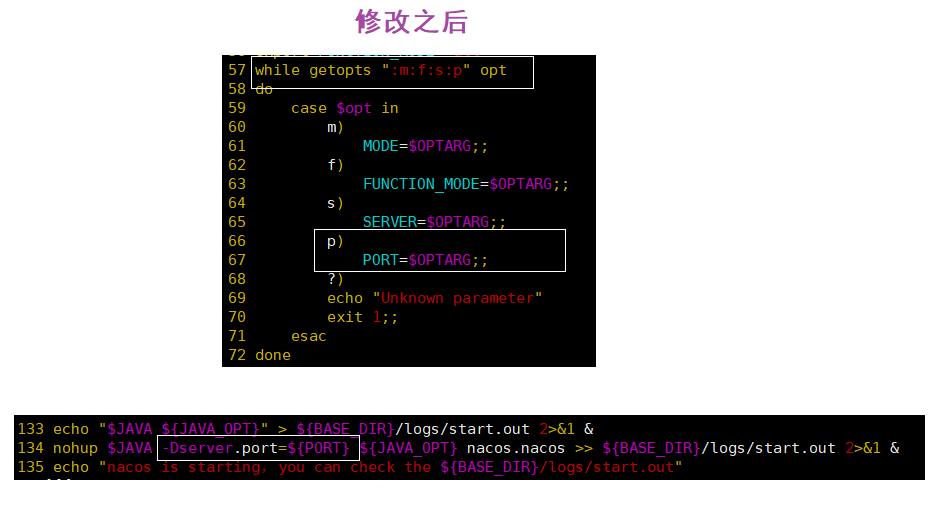 修改之后
57 while getopts ":m:f:s:p" opt
58 do
59     case $opt in
60         m)
61             MODE=$OPTARG;;
62         f)
63             FUNCTION_MODE=$OPTARG;;
64         s)
65             SERVER=$OPTARG;;
66         p)
67             PORT=$OPTARG;;
68         ?)
69         echo "Unknown parameter"
70         exit 1;;
71     esac
72 done
133 echo "$JAVA ${JAVA_OPT}" > ${BASE_DIR}/logs/start.out 2>&1 &
134 nohup $JAVA -Dserver.port=${PORT} ${JAVA_OPT} nacos.nacos >> ${BASE_DIR}/logs/start.out 2>&1 &
135 echo "nacos is starting，you can check the ${BASE_DIR}/logs/start.out"